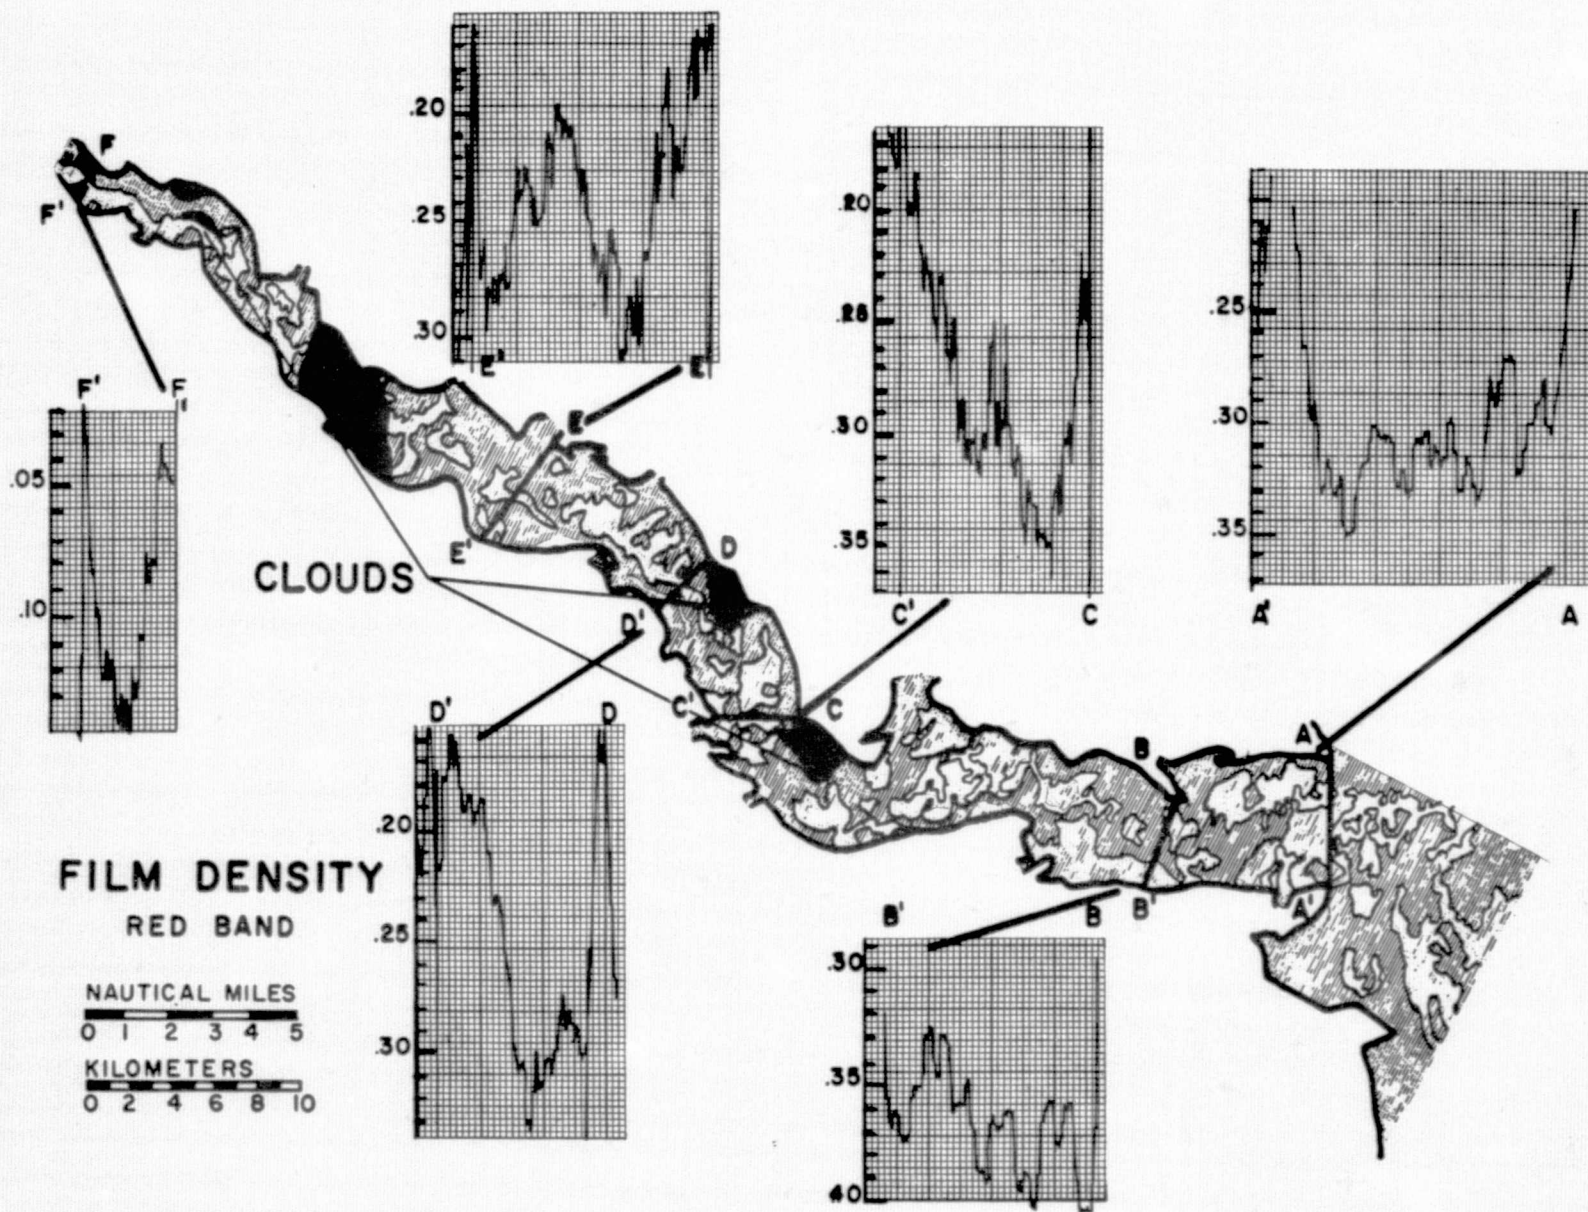 .20
.25
.30
E'
E
F
F'
.20
.25
.30
.35
C'
C
.25
.30
.35
A'
A
F'
F
.05
.10
E
E'
D
CLOUDS
D'
C'
C
B
A
B'
A'
D'
D
.20
.25
.30
FILM DENSITY
RED BAND
NAUTICAL MILES
0 1 2 3 4 5
KILOMETERS
0 2 4 6 8 10
B'
B
.30
.35
40